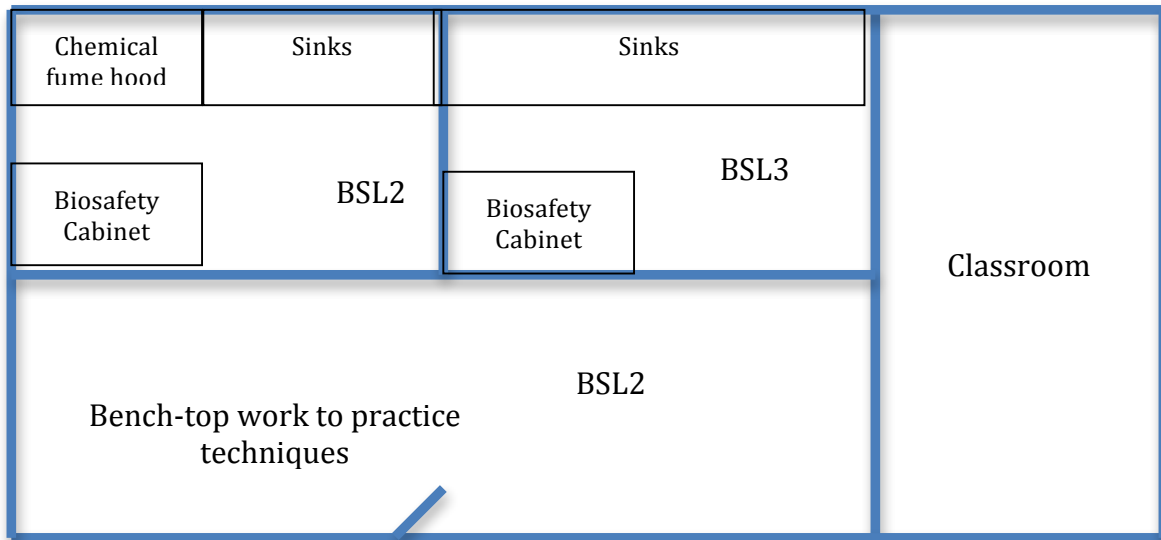 Chemical
fume hood
Sinks
Sinks
Biosafety
Cabinet
BSL2
Biosafety
Cabinet
BSL3
Classroom
BSL2
Bench-top work to practice
techniques